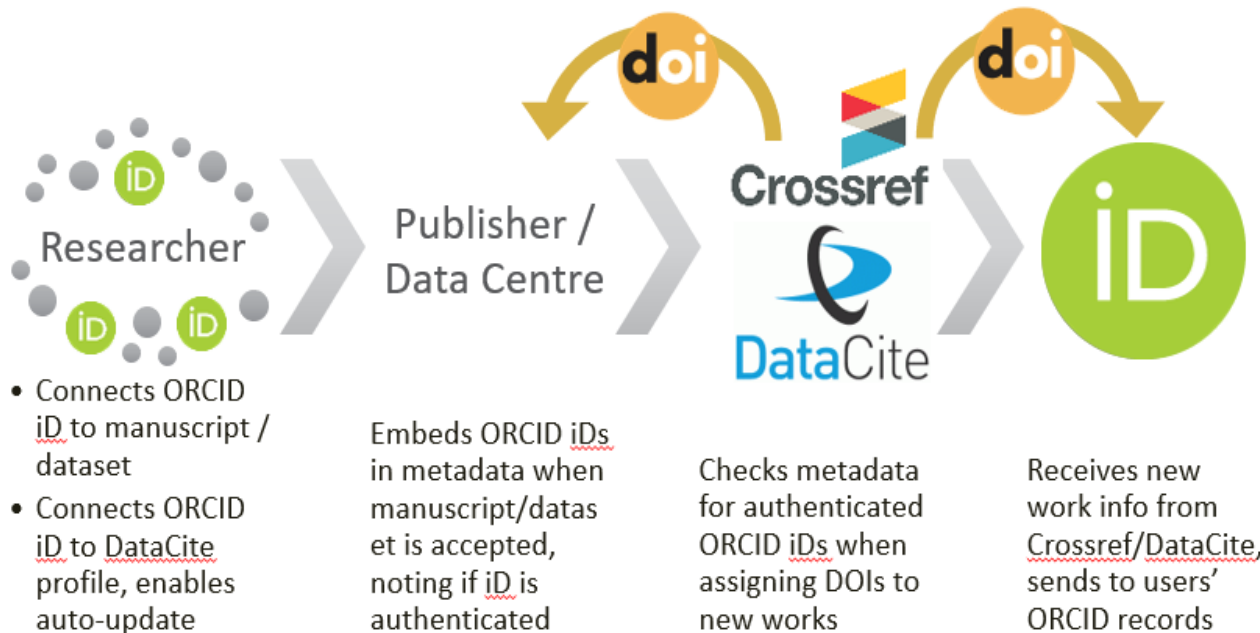 doi
doi
iD
Researcher
iD
iD
Publisher /
Data Centre
Crossref
DataCite
iD
• Connects ORCID
iD to manuscript /
dataset
• Connects ORCID
iD to DataCite
profile, enables
auto-update
Embeds ORCID iDs
in metadata when
manuscript/datas
et is accepted,
noting if iD is
authenticated
Checks metadata
for authenticated
ORCID iDs when
assigning DOIs to
new works
Receives new
work info from
Crossref/DataCite,
sends to users’
ORCID records